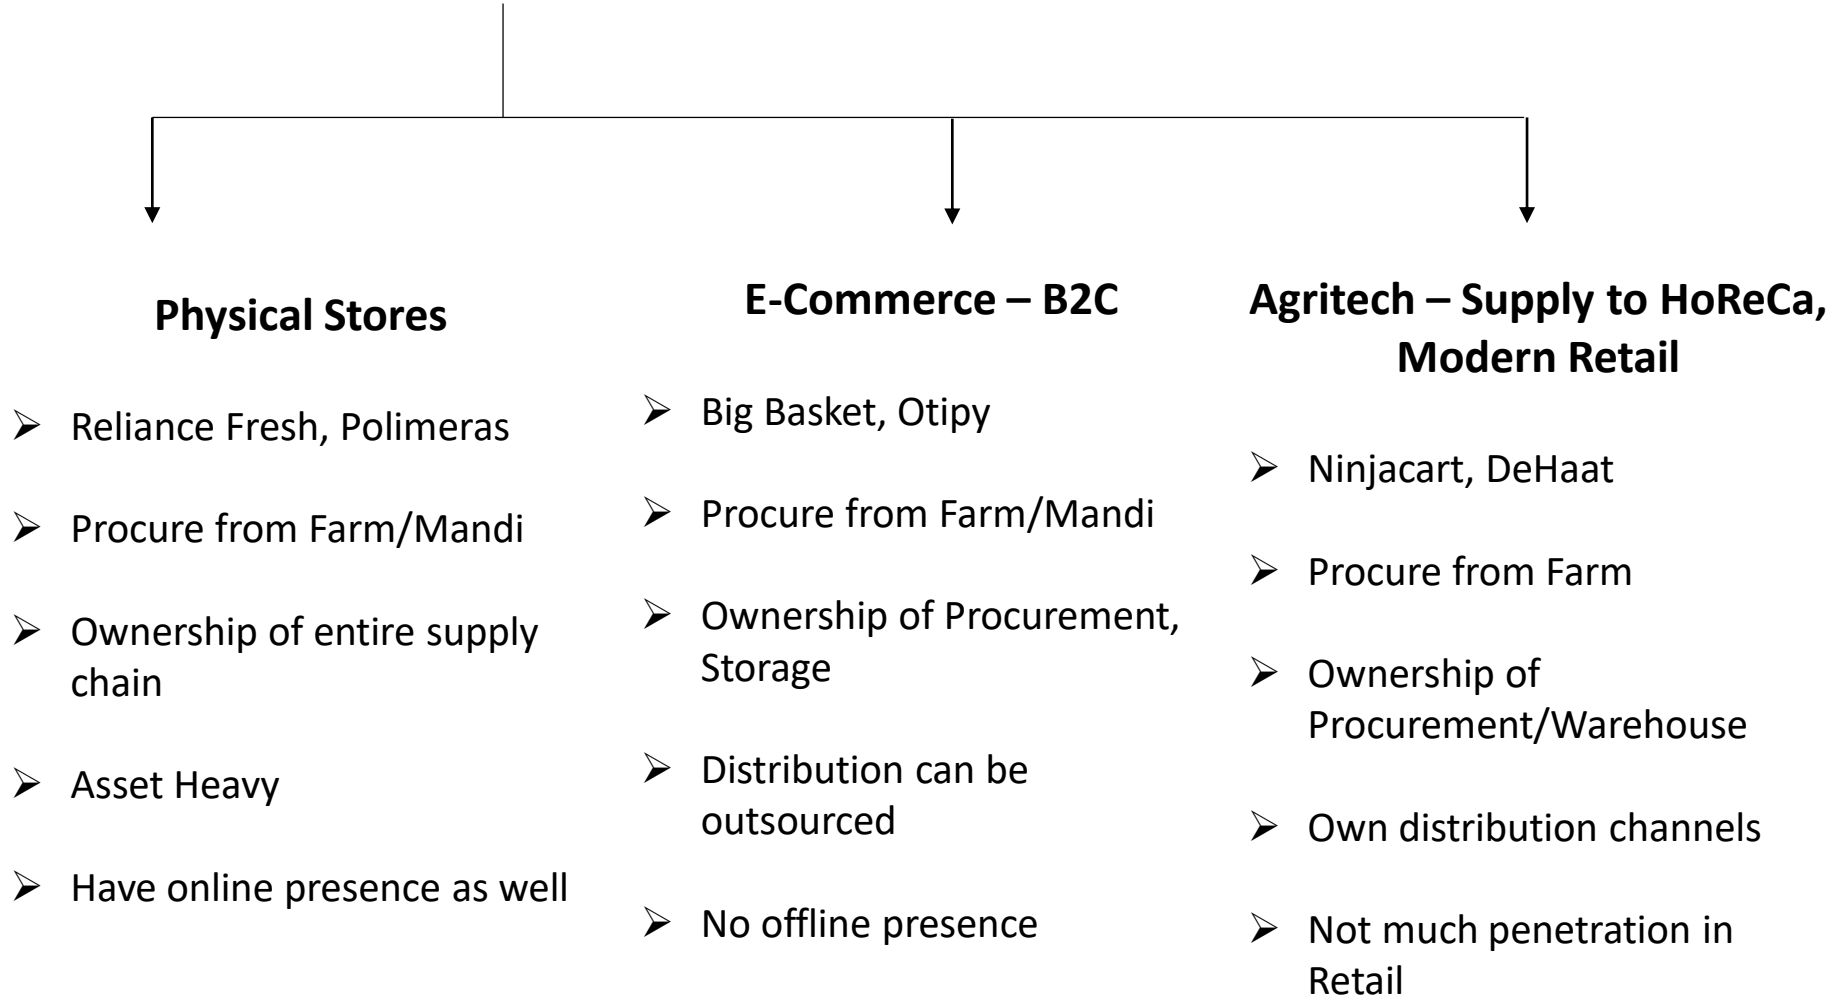 Physical Stores
➢ Reliance Fresh, Polimeras
➢ Procure from Farm/Mandi
➢ Ownership of entire supply
chain
➢ Asset Heavy
➢ Have online presence as well
E-Commerce – B2C
➢ Big Basket, Otipy
➢ Procure from Farm/Mandi
➢ Ownership of Procurement,
Storage
➢ Distribution can be
outsourced
➢ No offline presence
Agritech – Supply to HoReCa,
Modern Retail
➢ Ninjacart, DeHaat
➢ Procure from Farm
➢ Ownership of
Procurement/Warehouse
➢ Own distribution channels
➢ Not much penetration in
Retail